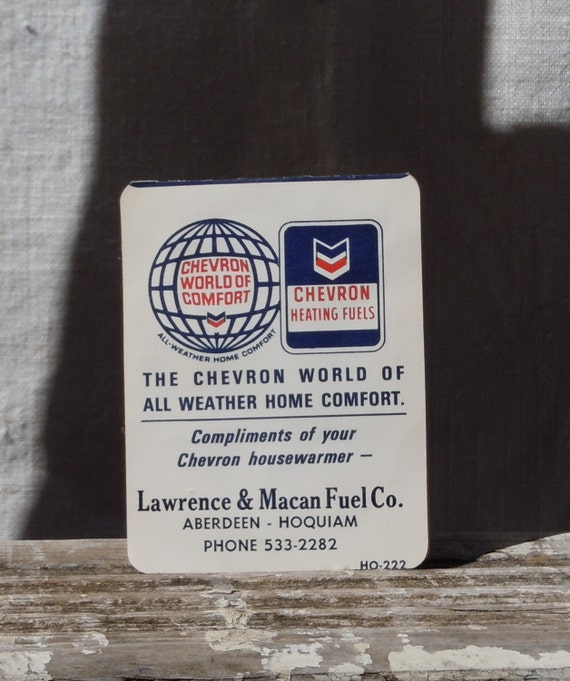 CHEVRON
WORLD OF
COMFORT
ALL-WEATHER HOME COMFORT
CHEVRON
HEATING FUELS
THE CHEVRON WORLD OF
ALL WEATHER HOME COMFORT.
Compliments of your
Chevron housewarmer –
Lawrence & Macan Fuel Co.
ABERDEEN - HOQUIAM
PHONE 533-2282
HO-222